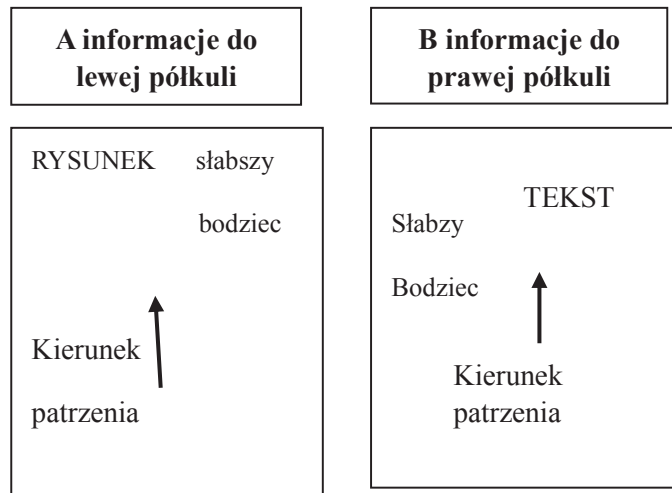 A informacje do
lewej półkuli
RYSUNEK słabszy
bodziec
Kierunek
patrzenia
B informacje do
prawej półkuli
TEKST
Słabzy
Bodziec
Kierunek
patrzenia